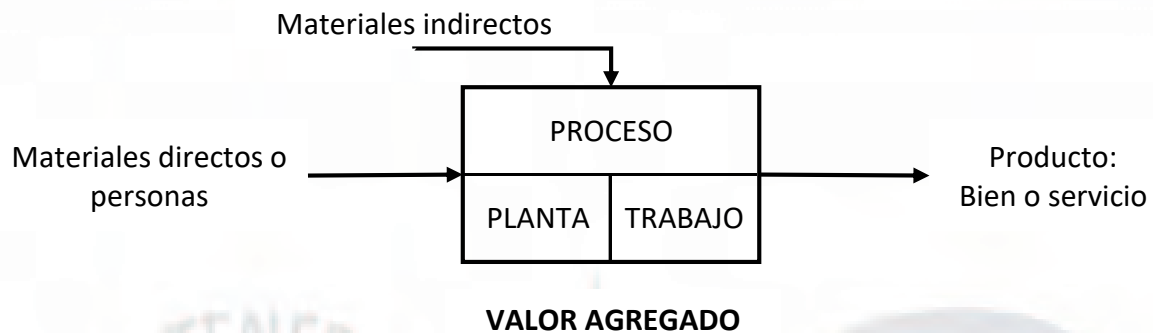 Materiales indirectos
PROCESO
Materiales directos o
personas
Producto:
Bien o servicio
PLANTA
TRABAJO
VALOR AGREGADO